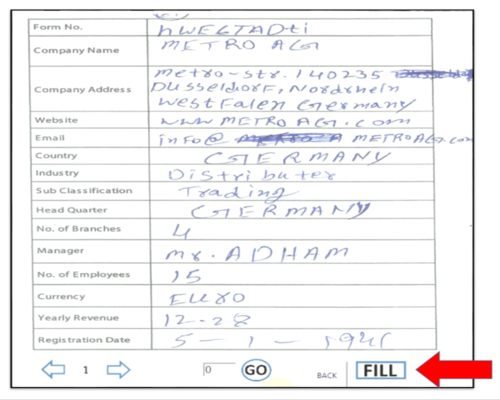 Form No. hWEGTADti
Company Name METRO AG
Company Address metro-str.140235
DUsseldorf, Nordrhein
westfalen Germany
Website www.METROAG.com
Email info@ METROAG.com
Country GERMANY
Industry Distributer
Sub Classification Trading
Head Quarter GERMANY
No. of Branches 4
Manager mr. ADHAM
No. of Employees 15
Currency EURO
Yearly Revenue 12-28
Registration Date 5-1-
1 0 GO BACK FILL